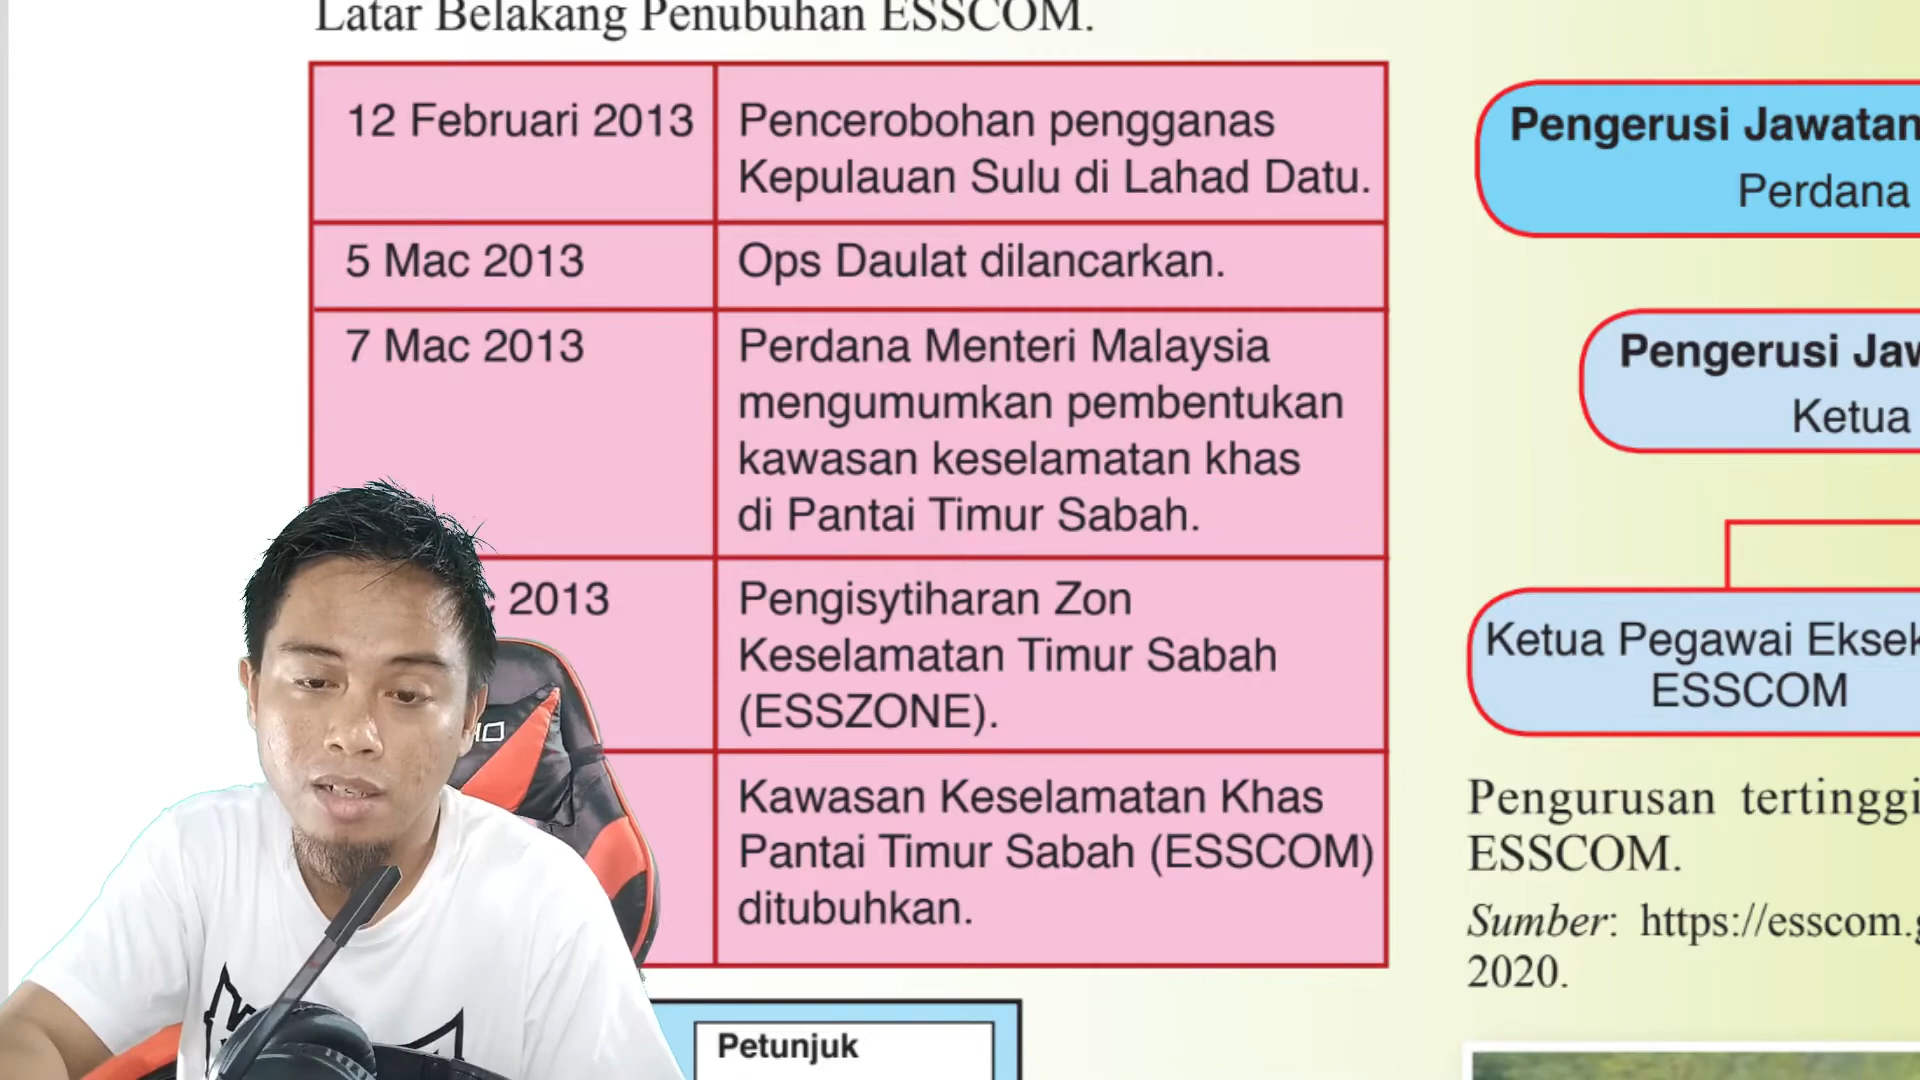 Latar Belakang Penubuhan ESSCOM.
12 Februari 2013
Pencerobohan pengganas
Kepulauan Sulu di Lahad Datu.
5 Mac 2013
Ops Daulat dilancarkan.
7 Mac 2013
Perdana Menteri Malaysia
mengumumkan pembentukan
kawasan keselamatan khas
di Pantai Timur Sabah.
2013
Pengisytiharan Zon
Keselamatan Timur Sabah
(ESSZONE).
Kawasan Keselamatan Khas
Pantai Timur Sabah (ESSCOM)
ditubuhkan.
Petunjuk
Pengerusi Jawatan
Perdana
Pengerusi Jaw
Ketua
Ketua Pegawai Eksek
ESSCOM
Pengurusan tertinggi
ESSCOM.
Sumber: https://esscom.g
2020.